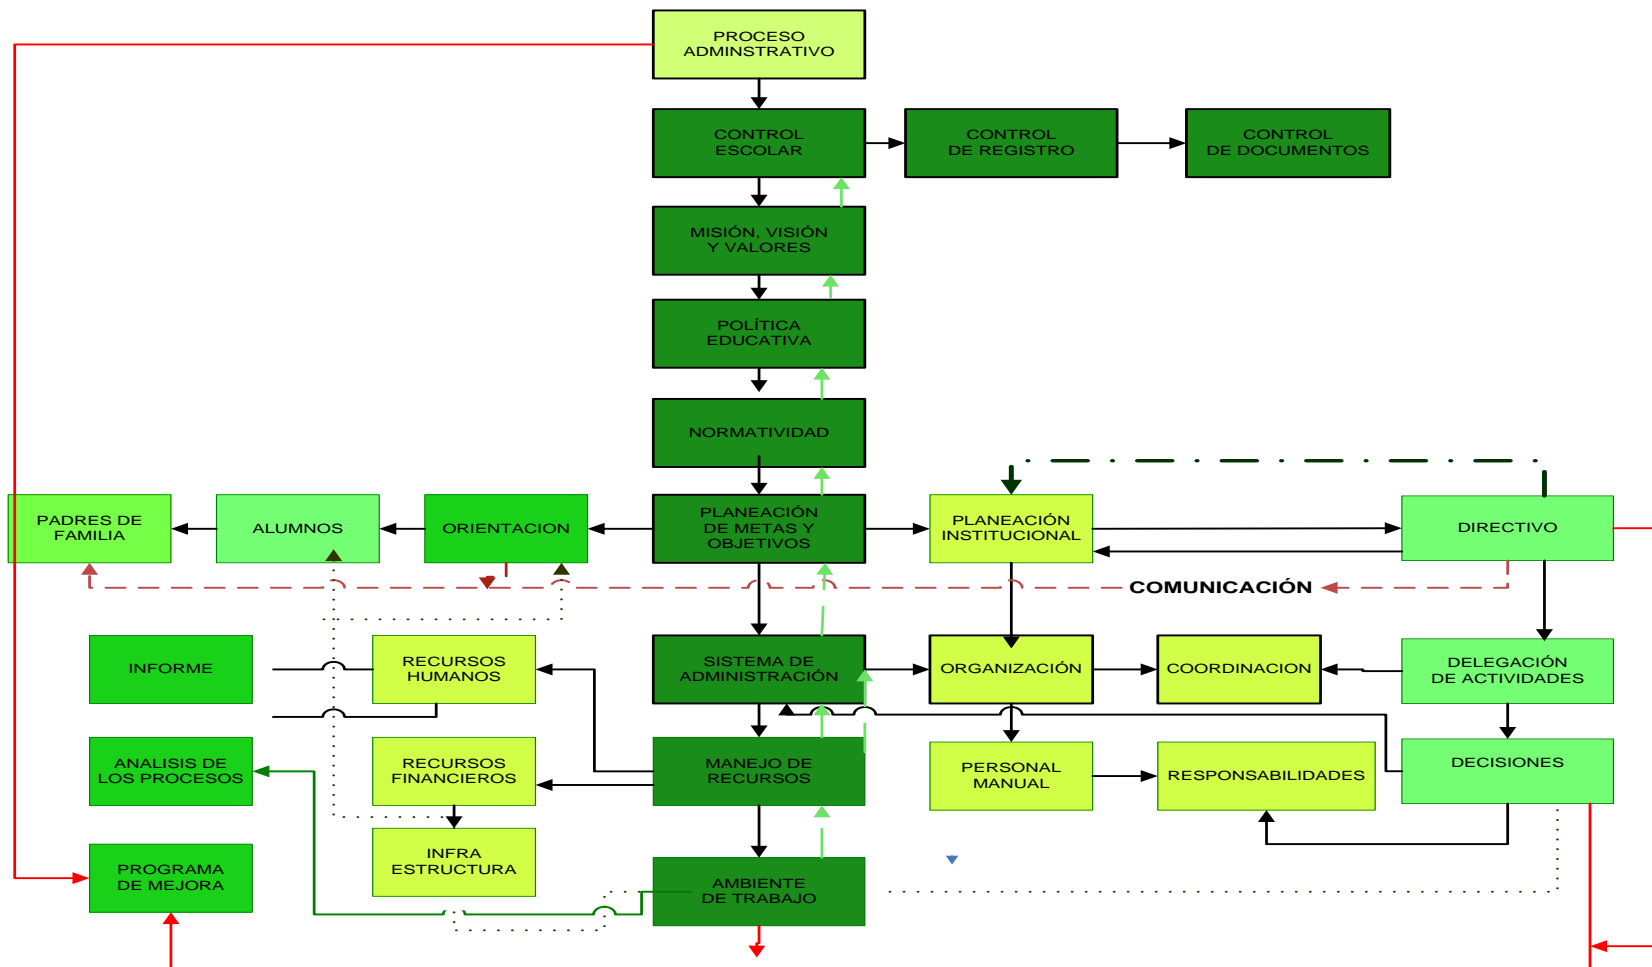 PROCESO
ADMINSTRATIVO
CONTROL
ESCOLAR
CONTROL
DE REGISTRO
CONTROL
DE DOCUMENTOS
MISIÓN, VISIÓN
Y VALORES
POLÍTICA
EDUCATIVA
NORMATIVIDAD
PADRES DE
FAMILIA
ALUMNOS
ORIENTACION
PLANEACIÓN
DE METAS Y
OBJETIVOS
PLANEACIÓN
INSTITUCIONAL
DIRECTIVO
COMUNICACIÓN
INFORME
RECURSOS
HUMANOS
SISTEMA DE
ADMINISTRACIÓN
ORGANIZACIÓN
COORDINACION
DELEGACIÓN
DE ACTIVIDADES
ANALISIS DE
LOS PROCESOS
RECURSOS
FINANCIEROS
MANEJO DE
RECURSOS
PERSONAL
MANUAL
RESPONSABILIDADES
DECISIONES
PROGRAMA
DE MEJORA
INFRA
ESTRUCTURA
AMBIENTE
DE TRABAJO